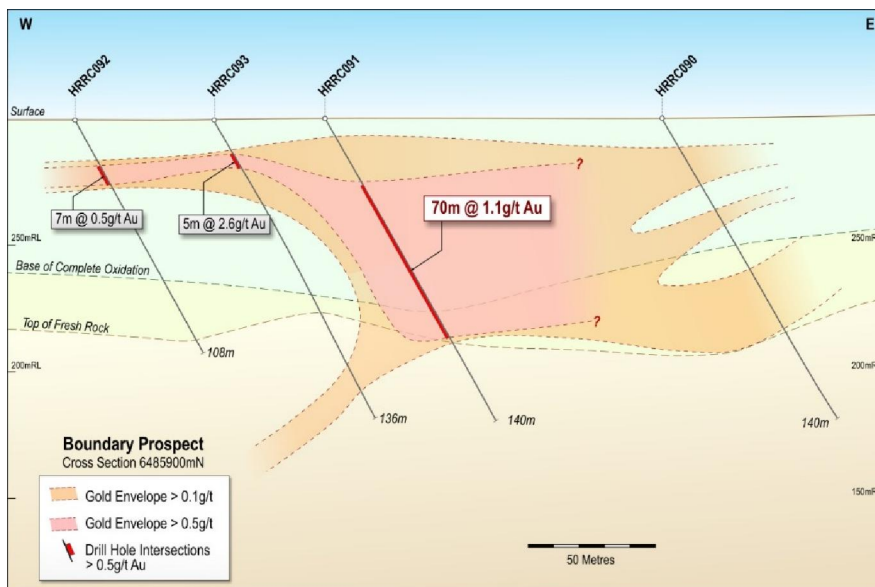 W
E
HRRC092
HRRC093
HRRC091
HRRC090
Surface
?
7m @ 0.5g/t Au
5m @ 2.6g/t Au
70m @ 1.1g/t Au
250mRL
250mRL
Base of Complete Oxidation
Top of Fresh Rock
?
108m
200mRL
200mRL
136m
140m
140m
Boundary Prospect
Cross Section 6485900mN
Gold Envelope > 0.1g/t
Gold Envelope > 0.5g/t
Drill Hole Intersections
> 0.5g/t Au
150mRL
50 Metres